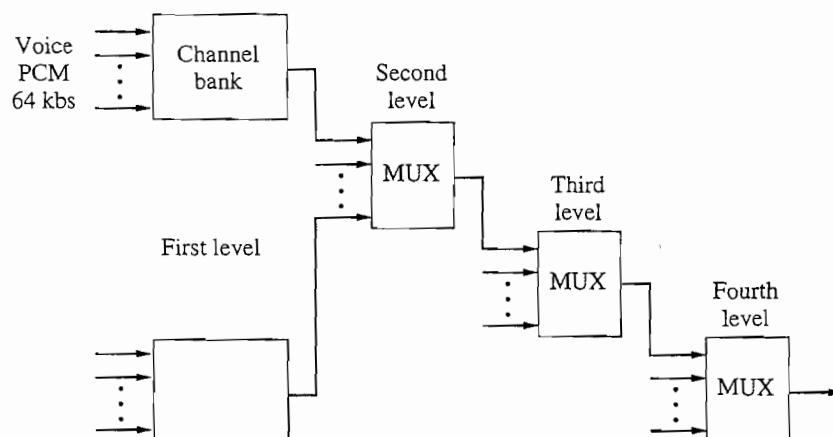 Voice
PCM
64 kbs
Channel
bank
Second
level
MUX
First level
Third
level
MUX
Fourth
level
MUX